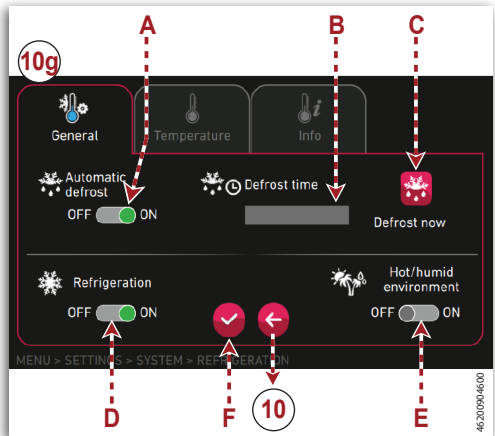 A B C
10g
General Temperature Info
Automatic defrost
OFF ON
Defrost time
Defrost now
Refrigeration
OFF ON
Hot/humid environment
OFF ON
MENU > SETTINGS > SYSTEM > REFRIGERATION
D F 10 E
46200904600